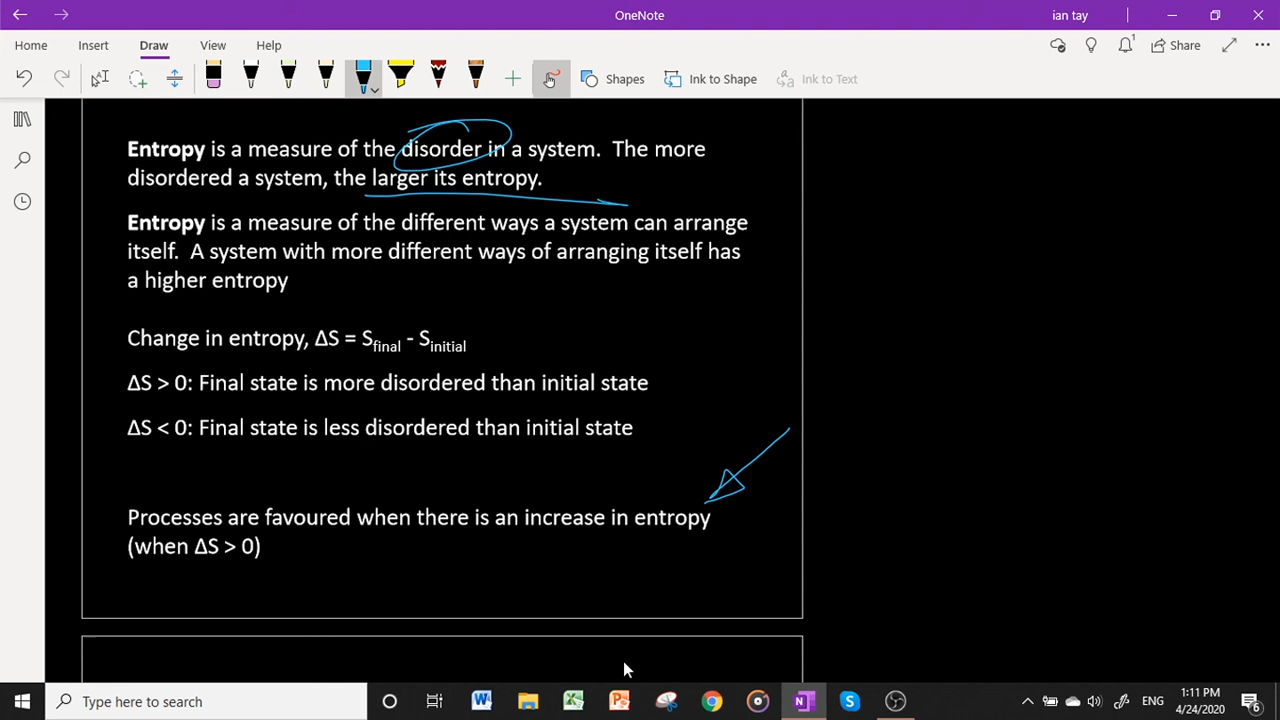 OneNote
ian tay
Home Insert Draw View Help
Share
Shapes Ink to Shape Ink to Text
Entropy is a measure of the disorder in a system. The more
disordered a system, the larger its entropy.
Entropy is a measure of the different ways a system can arrange
itself. A system with more different ways of arranging itself has
a higher entropy
Change in entropy, ΔS = Sfinal - Sinitial
ΔS > 0: Final state is more disordered than initial state
ΔS < 0: Final state is less disordered than initial state
Processes are favoured when there is an increase in entropy
(when ΔS > 0)
Type here to search
ENG
1:11 PM
4/24/2020
6